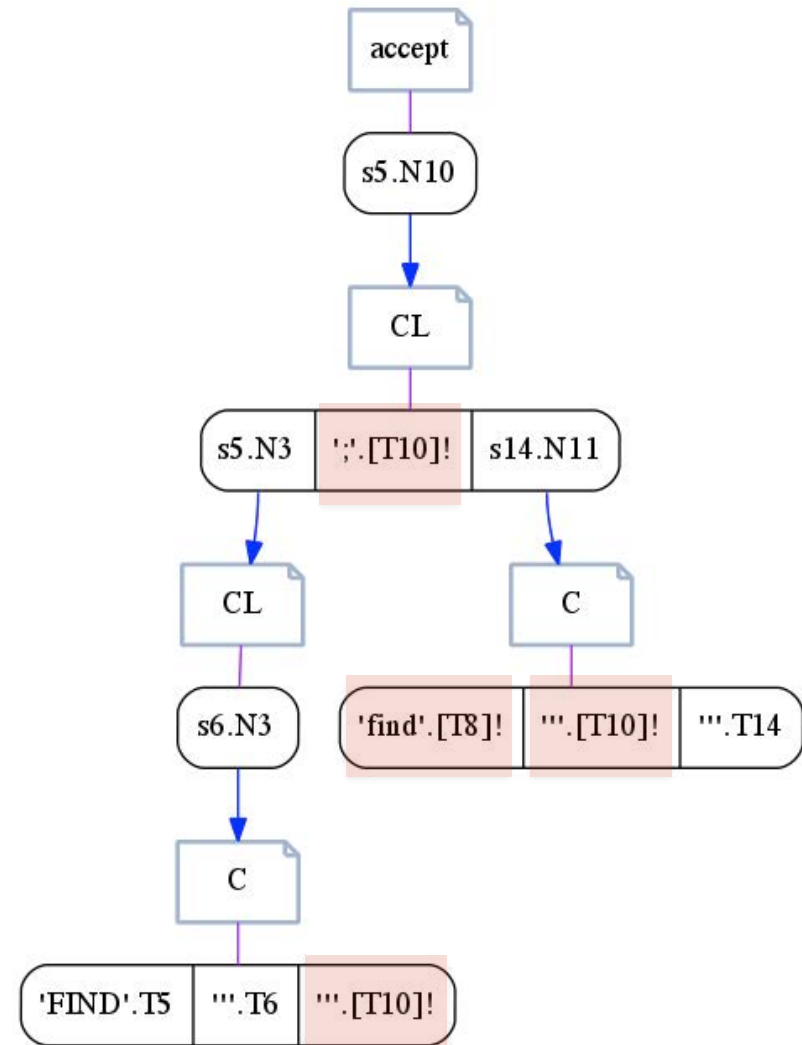 accept
s5.N10
CL
s5.N3 ';'.[T10]! s14.N11
CL C
s6.N3 'find'.[T8]! '''.[T10]! '''.T14
C
'FIND'.T5 '''.T6 '''.[T10]!